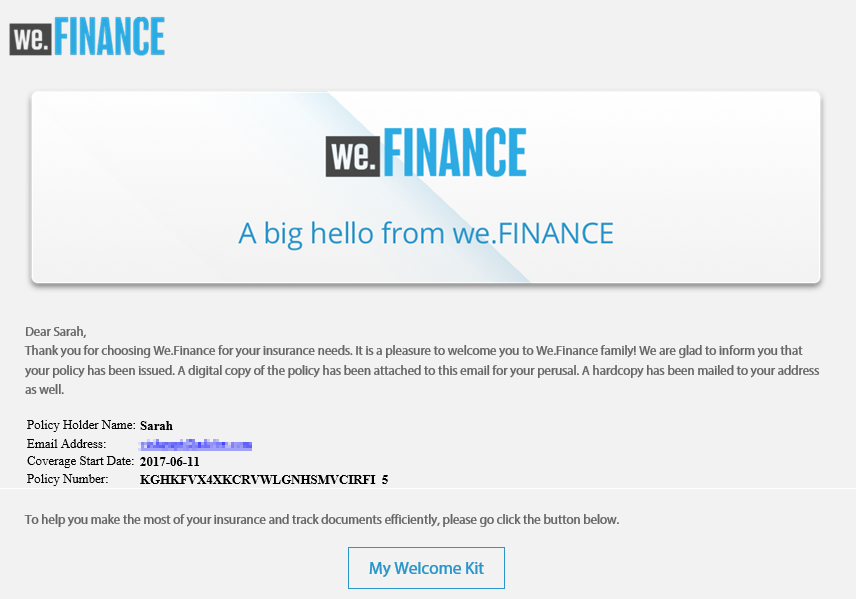 we.FINANCE
we.FINANCE
A big hello from we.FINANCE
Dear Sarah,
Thank you for choosing We.Finance for your insurance needs. It is a pleasure to welcome you to We.Finance family! We are glad to inform you that
your policy has been issued. A digital copy of the policy has been attached to this email for your perusal. A hardcopy has been mailed to your address
as well.
Policy Holder Name: Sarah
Email Address:
Coverage Start Date: 2017-06-11
Policy Number: KGHKFVX4XKCRVWLGNHSMVCIRFI 5
To help you make the most of your insurance and track documents efficiently, please go click the button below.
My Welcome Kit